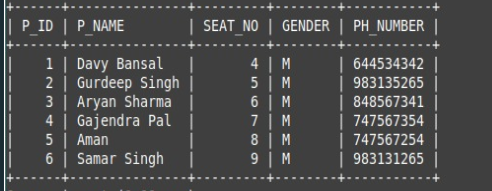 +------+---------------+---------+--------+-----------+
| P_ID | P_NAME        | SEAT_NO | GENDER | PH_NUMBER |
+------+---------------+---------+--------+-----------+
|    1 | Davy Bansal   |       4 | M      | 644534342 |
|    2 | Gurdeep Singh |       5 | M      | 983135265 |
|    3 | Aryan Sharma  |       6 | M      | 848567341 |
|    4 | Gajendra Pal  |       7 | M      | 747567354 |
|    5 | Aman          |       8 | M      | 747567254 |
|    6 | Samar Singh   |       9 | M      | 983131265 |
+------+---------------+---------+--------+-----------+